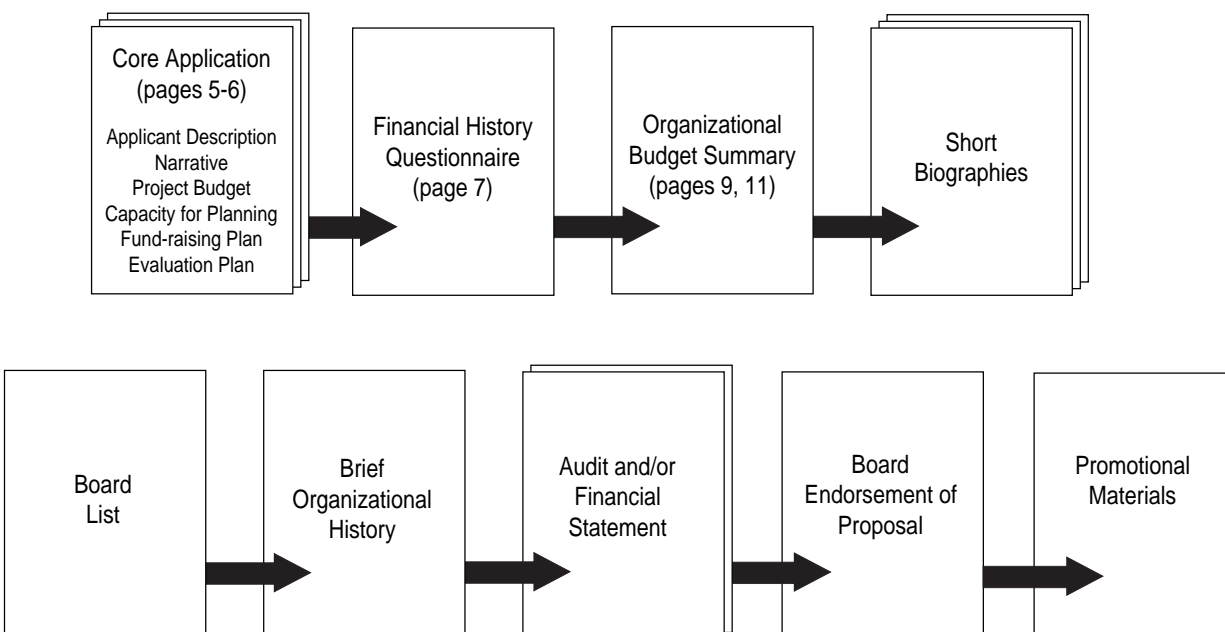 Core Application
(pages 5-6)
Applicant Description
Narrative
Project Budget
Capacity for Planning
Fund-raising Plan
Evaluation Plan
Financial History
Questionnaire
(page 7)
Organizational
Budget Summary
(pages 9, 11)
Short
Biographies
Board
List
Brief
Organizational
History
Audit and/or
Financial
Statement
Board
Endorsement of
Proposal
Promotional
Materials